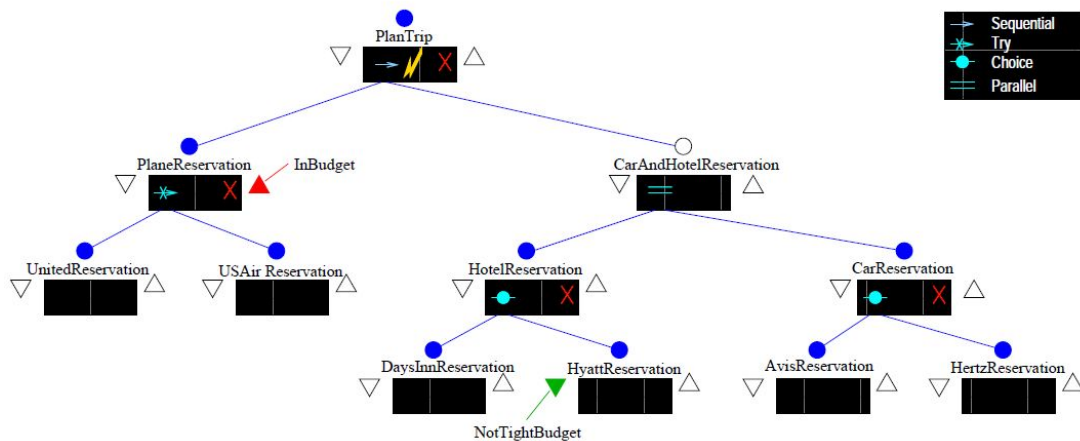 PlanTrip
Sequential
Try
Choice
Parallel
PlaneReservation
InBudget
CarAndHotelReservation
UnitedReservation
USAir Reservation
HotelReservation
CarReservation
DaysInnReservation
HyattReservation
AvisReservation
HertzReservation
NotTightBudget